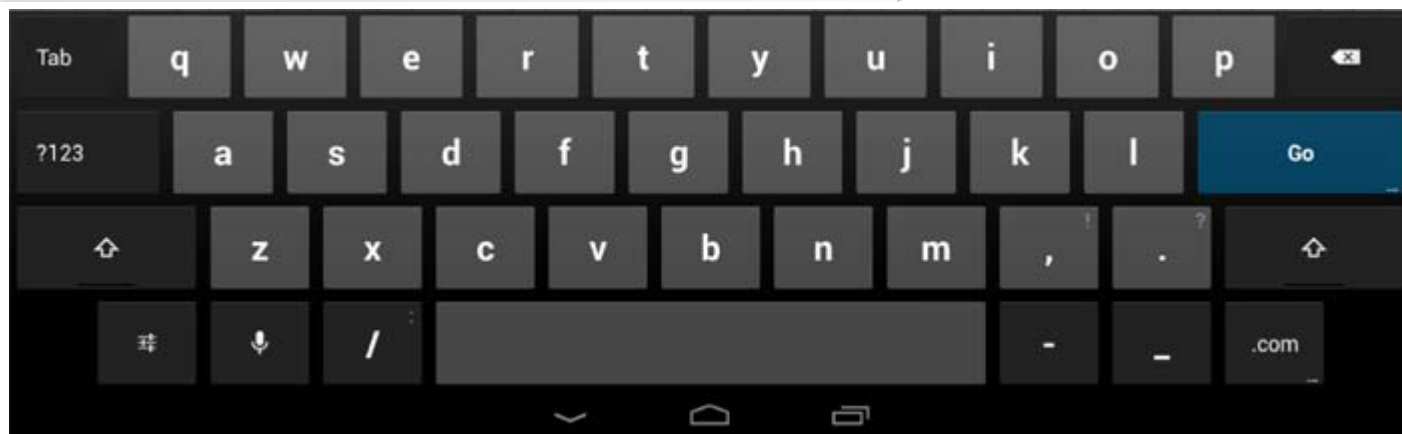 Tab q w e r t y u i o p
?123 a s d f g h j k l Go
z x c v b n m , ! . ?
/ : - _ .com